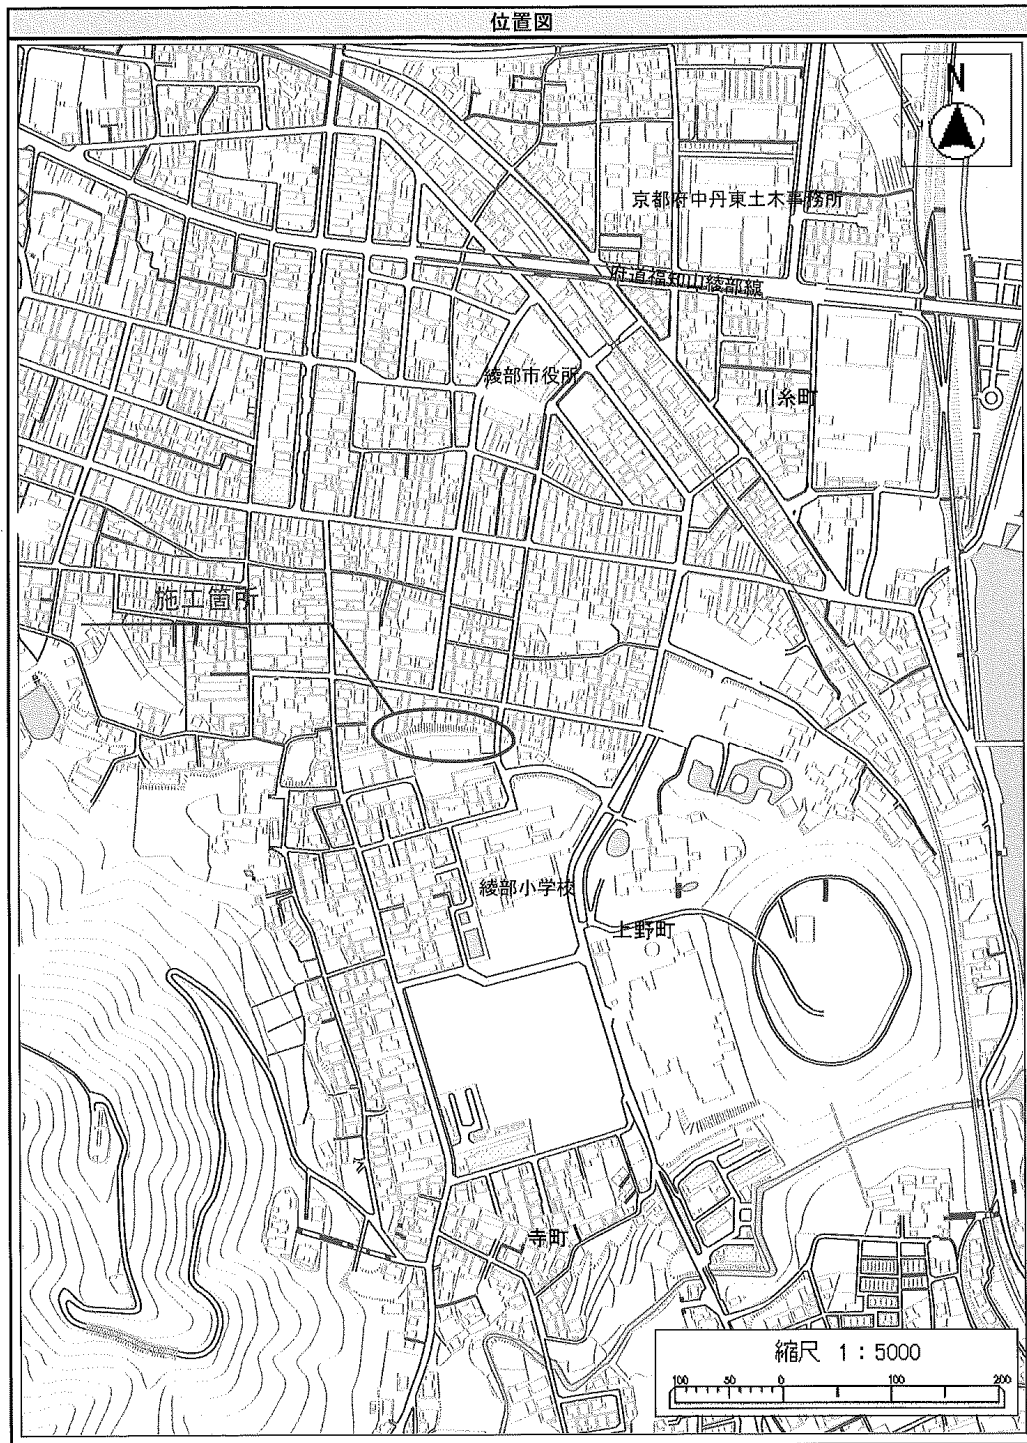 位置図
N
京都府中丹東土木事務所
府道福知山綾部線
綾部市役所
川糸町
施工箇所
綾部小学校
上野町
寺町
縮尺 1:5000
100 50 0 100 200